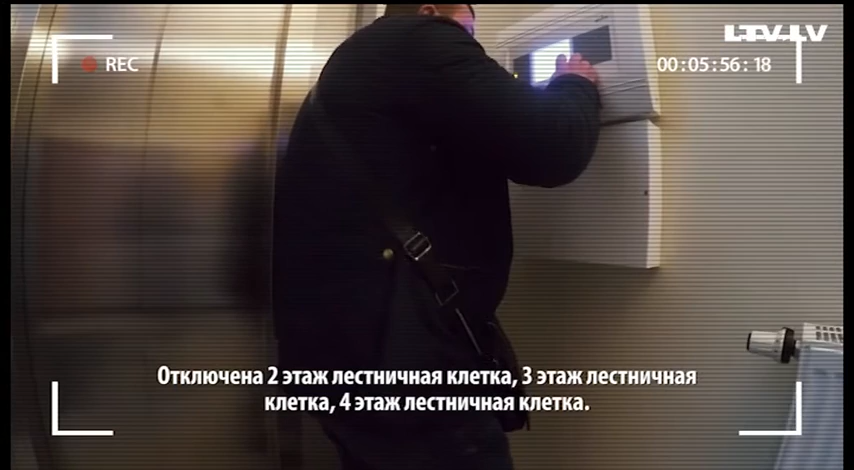 LTV.LV
REC
00:05:56:18
Отключена 2 этаж лестничная клетка, 3 этаж лестничная
клетка, 4 этаж лестничная клетка.